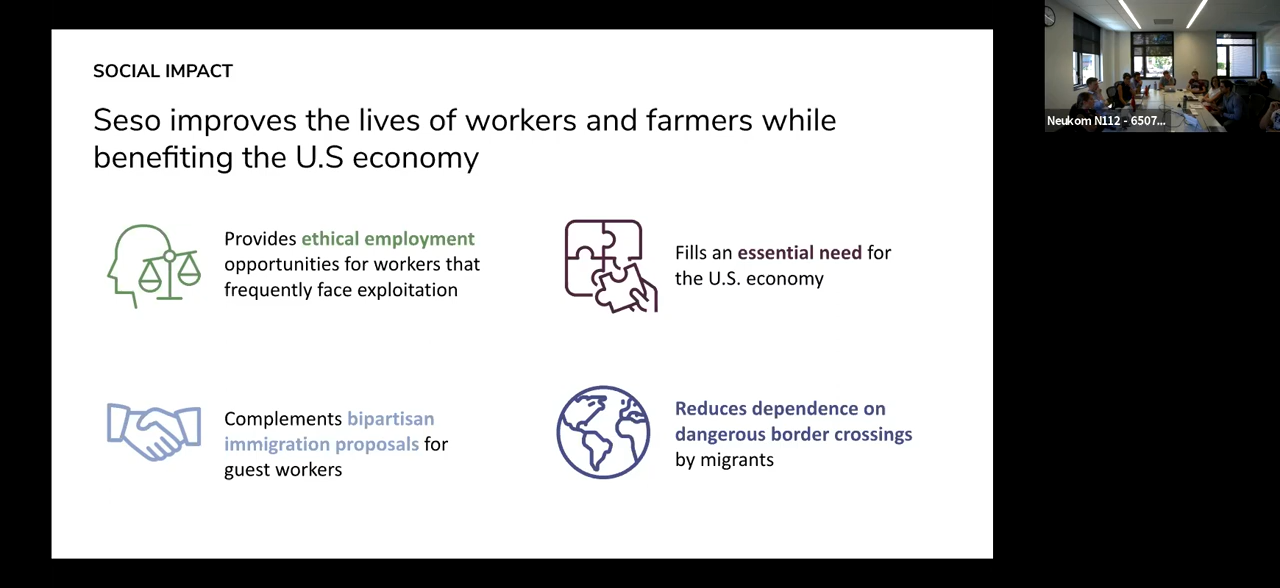 SOCIAL IMPACT
Seso improves the lives of workers and farmers while
benefiting the U.S economy
Provides ethical employment
opportunities for workers that
frequently face exploitation
Fills an essential need for
the U.S. economy
Complements bipartisan
immigration proposals for
guest workers
Reduces dependence on
dangerous border crossings
by migrants
Neukom N112 - 6507...